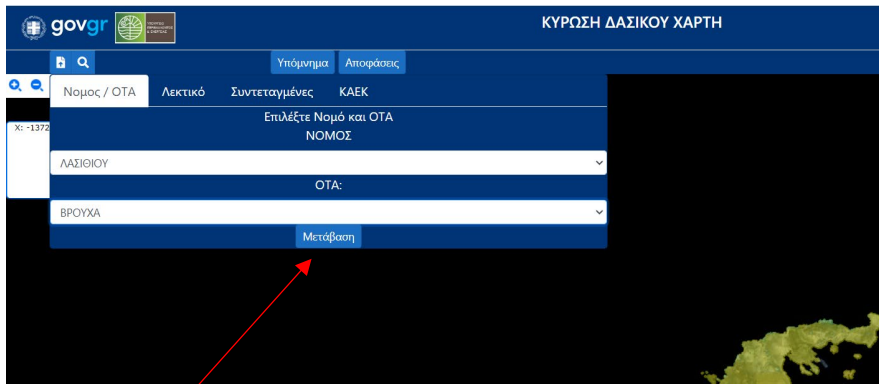 govgr
ΚΥΡΩΣΗ ΔΑΣΙΚΟΥ ΧΑΡΤΗ
Υπόμνημα Αποφάσεις
Νομος / ΟΤΑ Λεκτικό Συντεταγμένες ΚΑΕΚ
Επιλέξτε Νομό και ΟΤΑ
ΝΟΜΟΣ
X: -1372
ΛΑΣΙΘΙΟΥ
ΟΤΑ:
ΒΡΟΥΧΑ
Μετάβαση